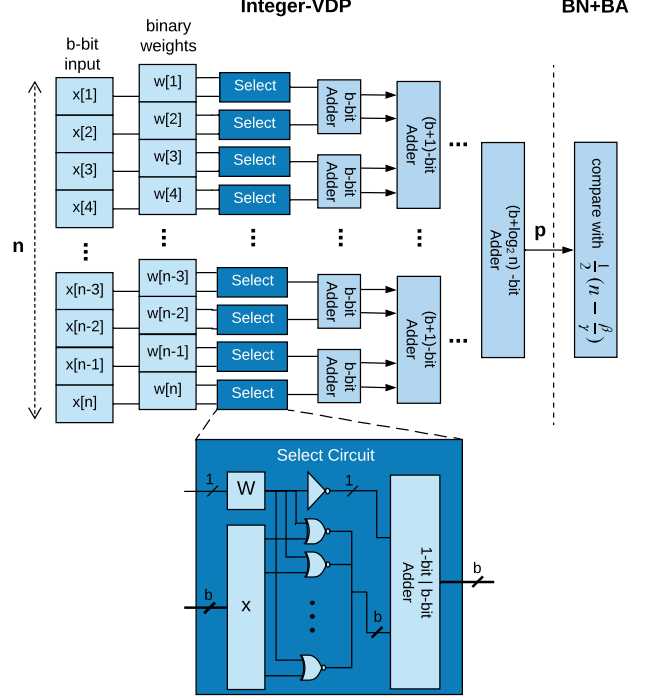 Integer-VDP
BN+BA
b-bit
input
binary
weights
n
x[1]
x[2]
x[3]
x[4]
x[n-3]
x[n-2]
x[n-1]
x[n]
w[1]
w[2]
w[3]
w[4]
w[n-3]
w[n-2]
w[n-1]
w[n]
Select
Select
Select
Select
Select
Select
Select
Select
b-bit
Adder
b-bit
Adder
b-bit
Adder
b-bit
Adder
(b+1)-bit
Adder
(b+1)-bit
Adder
(b+log₂ n) -bit
Adder
p
compare with ½ (n − β/γ)
Select Circuit
1
W
1
b
x
b
1-bit | b-bit
Adder
b